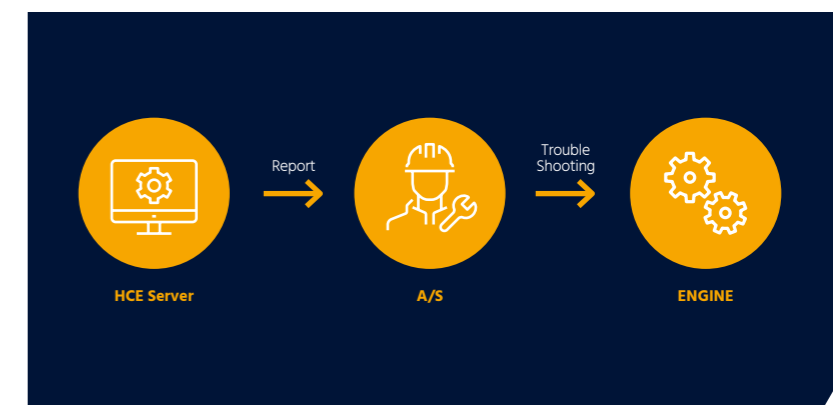 Report
Trouble
Shooting
HCE Server
A/S
ENGINE